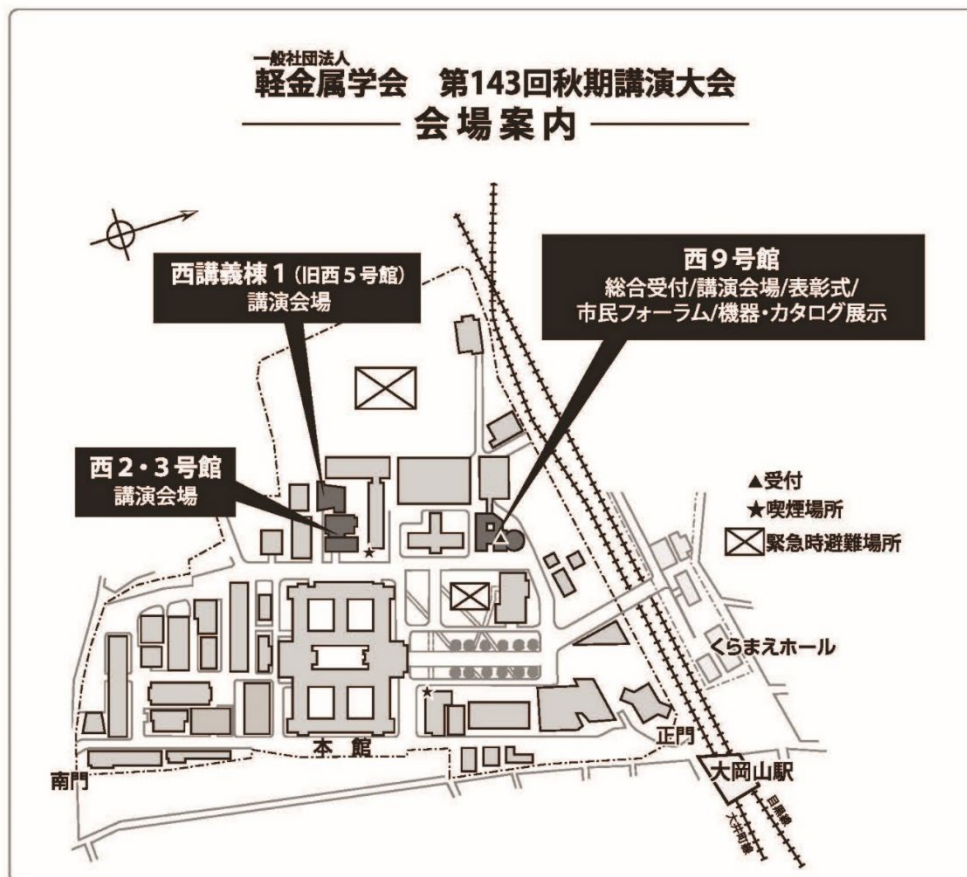 一般社団法人
軽金属学会　第143回秋期講演大会
会場案内
西講義棟１（旧西５号館）
講演会場
西９号館
総合受付/講演会場/表彰式/
市民フォーラム/機器・カタログ展示
西２・３号館
講演会場
▲受付
★喫煙場所
緊急時避難場所
くらまえホール
本館
正門
南門
大岡山駅
大井町線
目黒線